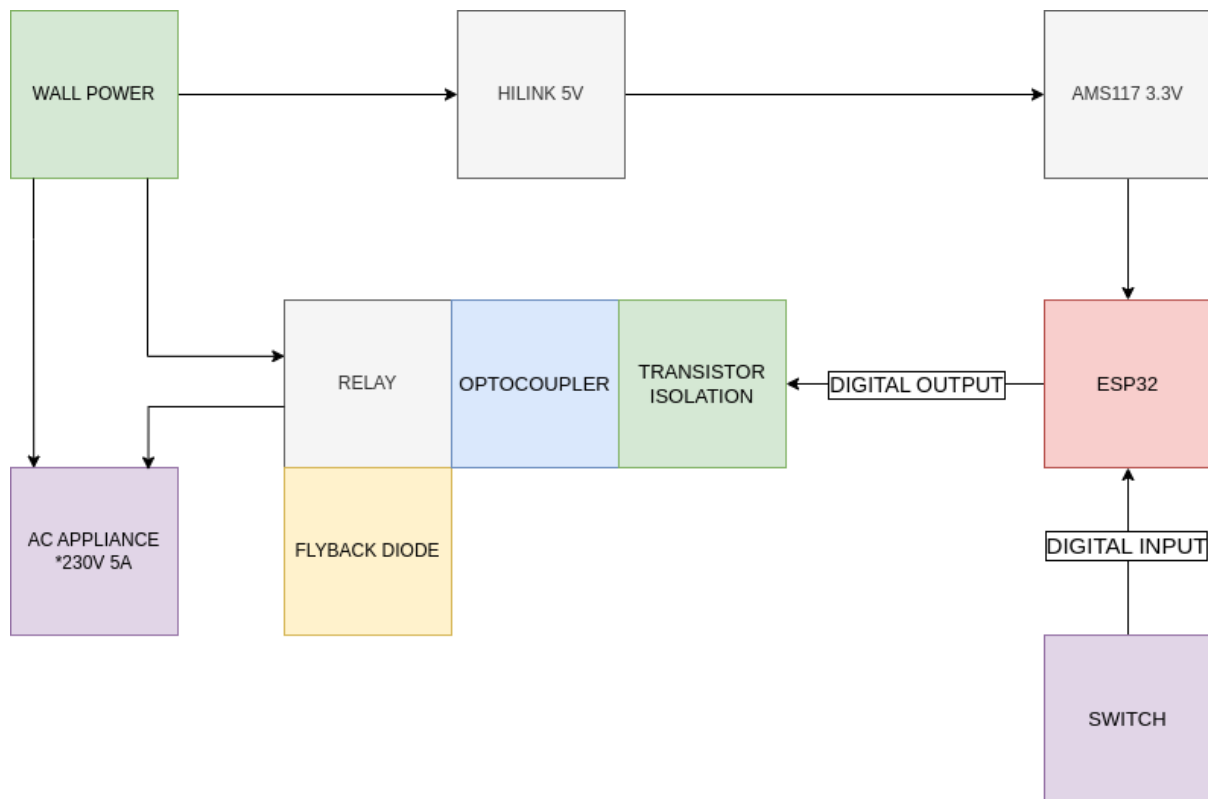 WALL POWER
HILINK 5V
AMS117 3.3V
RELAY
OPTOCOUPLER
TRANSISTOR
ISOLATION
DIGITAL OUTPUT
ESP32
AC APPLIANCE
*230V 5A
FLYBACK DIODE
DIGITAL INPUT
SWITCH